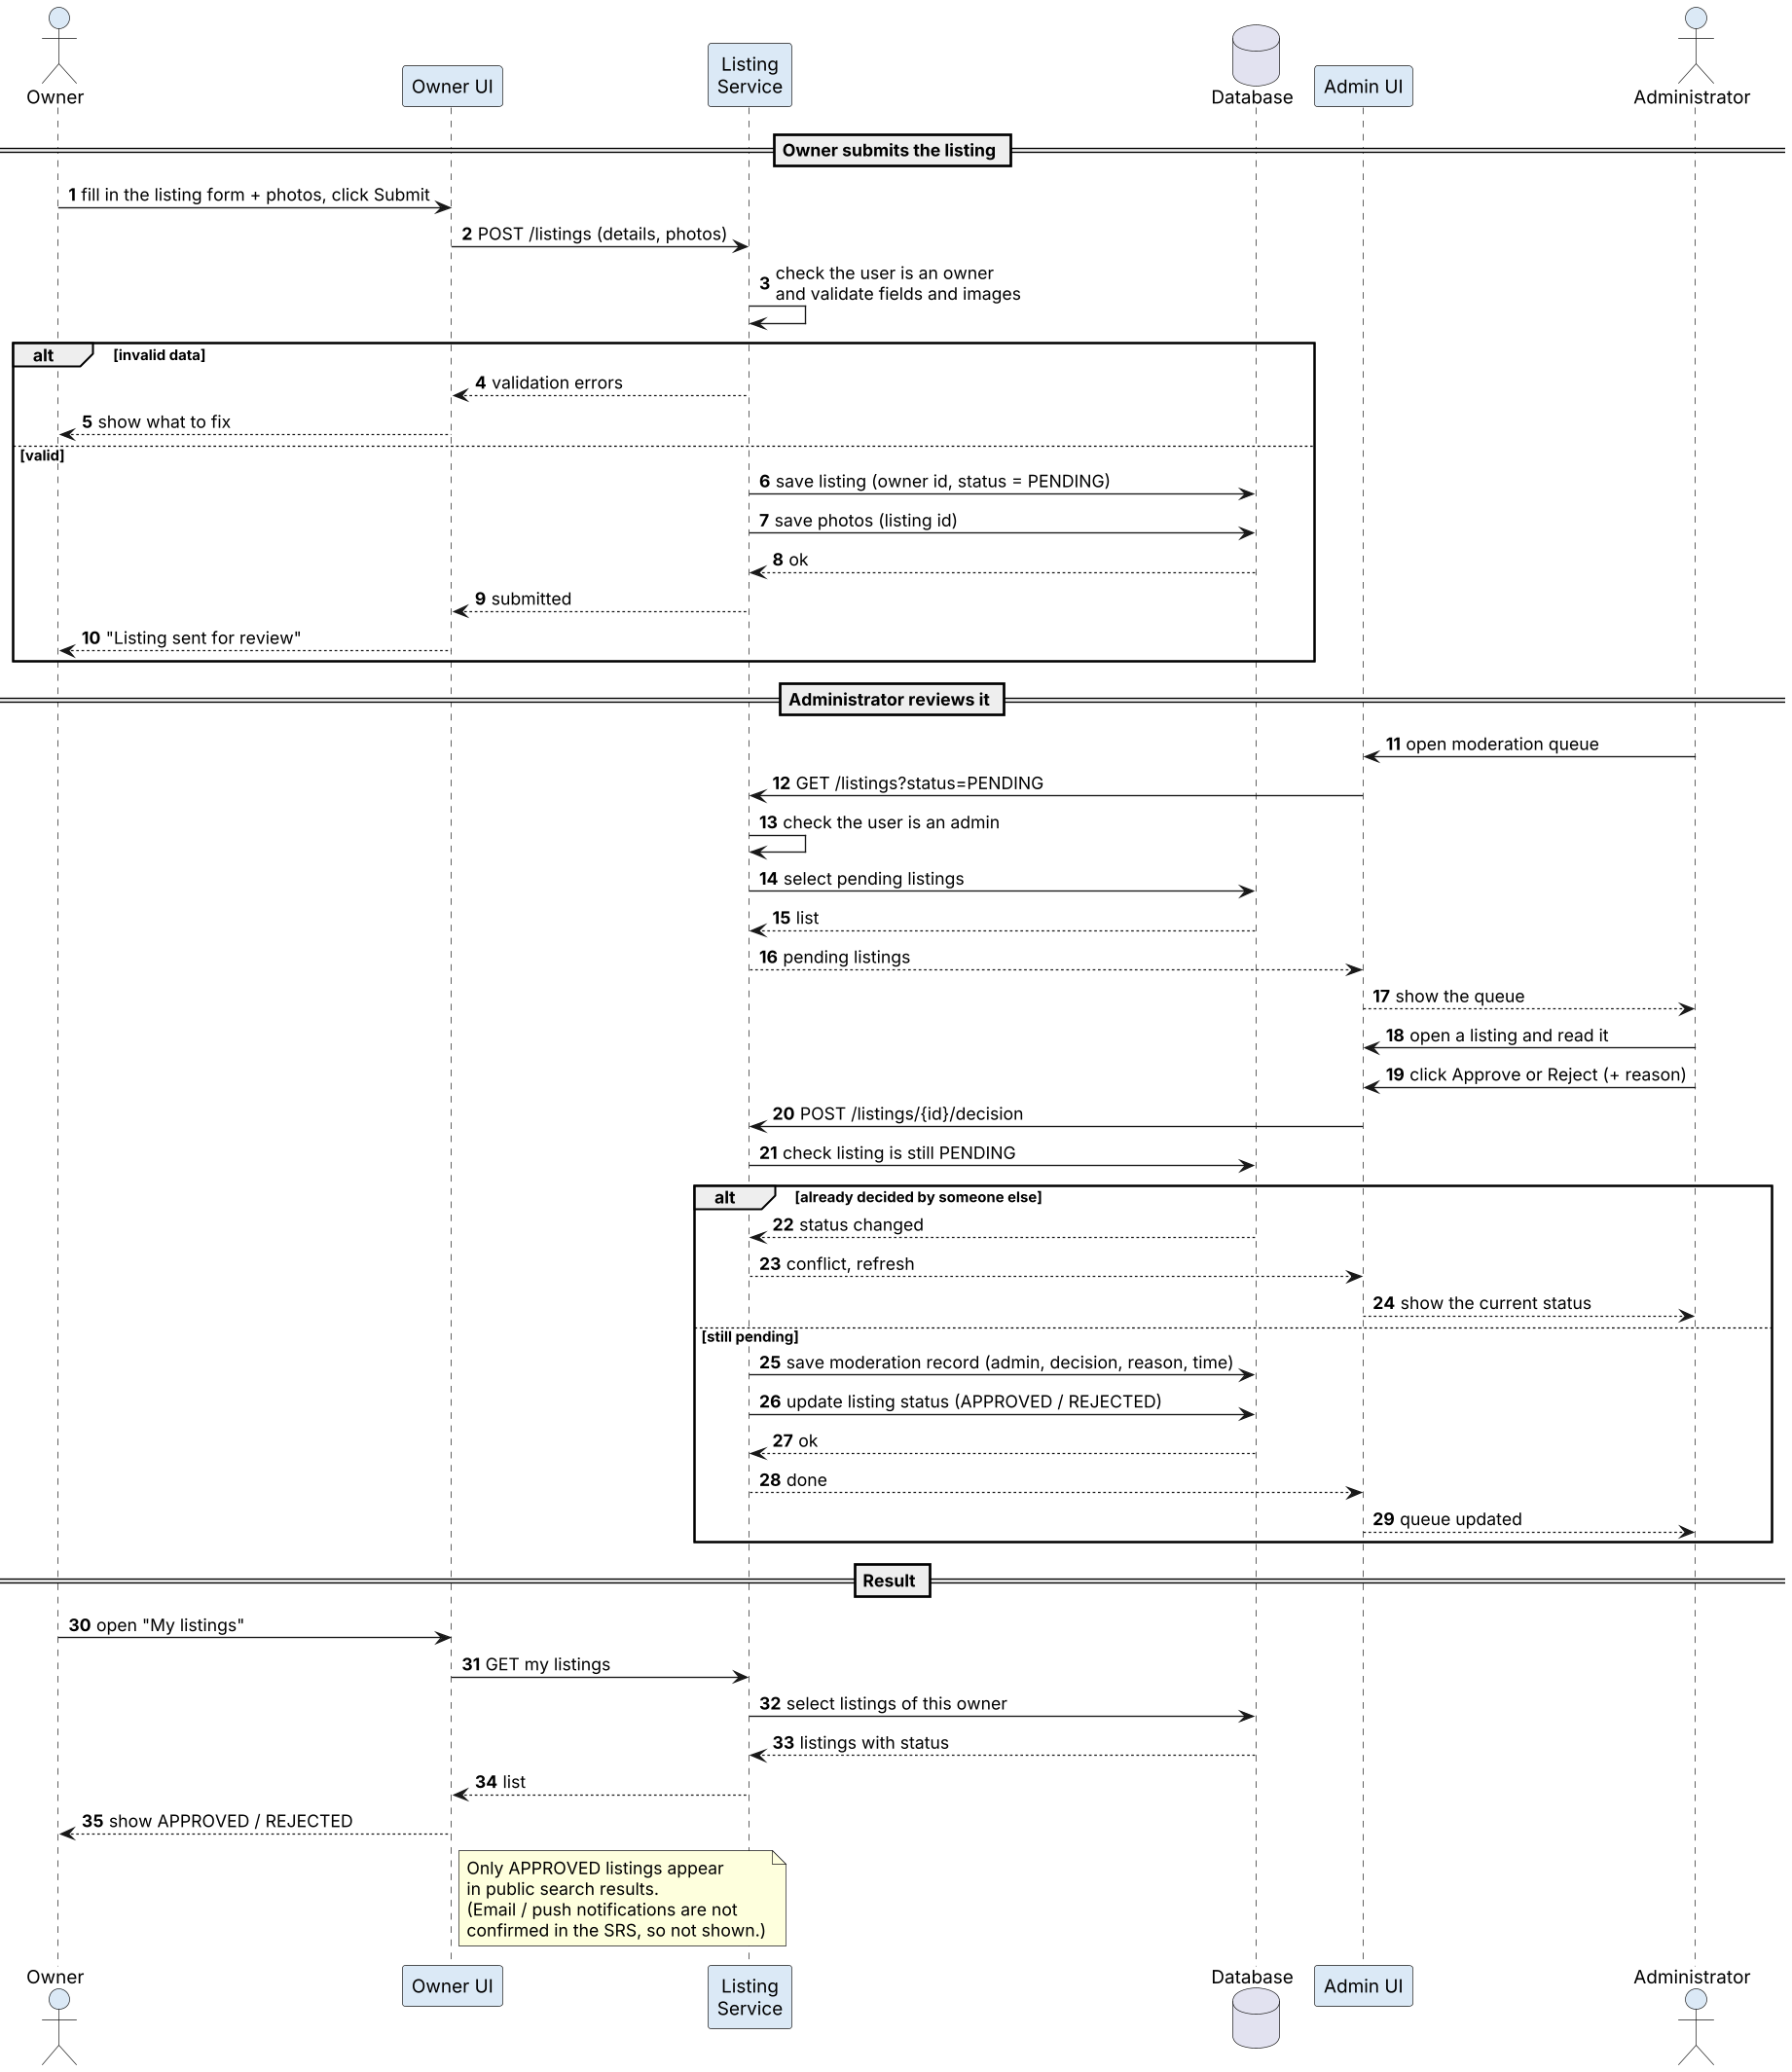 Owner
Owner UI
Listing
Service
Database
Admin UI
Administrator
Owner submits the listing
1 fill in the listing form + photos, click Submit
2 POST /listings (details, photos)
3 check the user is an owner
and validate fields and images
alt [invalid data]
4 validation errors
5 show what to fix
[valid]
6 save listing (owner id, status = PENDING)
7 save photos (listing id)
8 ok
9 submitted
10 "Listing sent for review"
Administrator reviews it
11 open moderation queue
12 GET /listings?status=PENDING
13 check the user is an admin
14 select pending listings
15 list
16 pending listings
17 show the queue
18 open a listing and read it
19 click Approve or Reject (+ reason)
20 POST /listings/{id}/decision
21 check listing is still PENDING
alt [already decided by someone else]
22 status changed
23 conflict, refresh
24 show the current status
[still pending]
25 save moderation record (admin, decision, reason, time)
26 update listing status (APPROVED / REJECTED)
27 ok
28 done
29 queue updated
Result
30 open "My listings"
31 GET my listings
32 select listings of this owner
33 listings with status
34 list
35 show APPROVED / REJECTED
Only APPROVED listings appear
in public search results.
(Email / push notifications are not
confirmed in the SRS, so not shown.)
Owner
Owner UI
Listing
Service
Database
Admin UI
Administrator